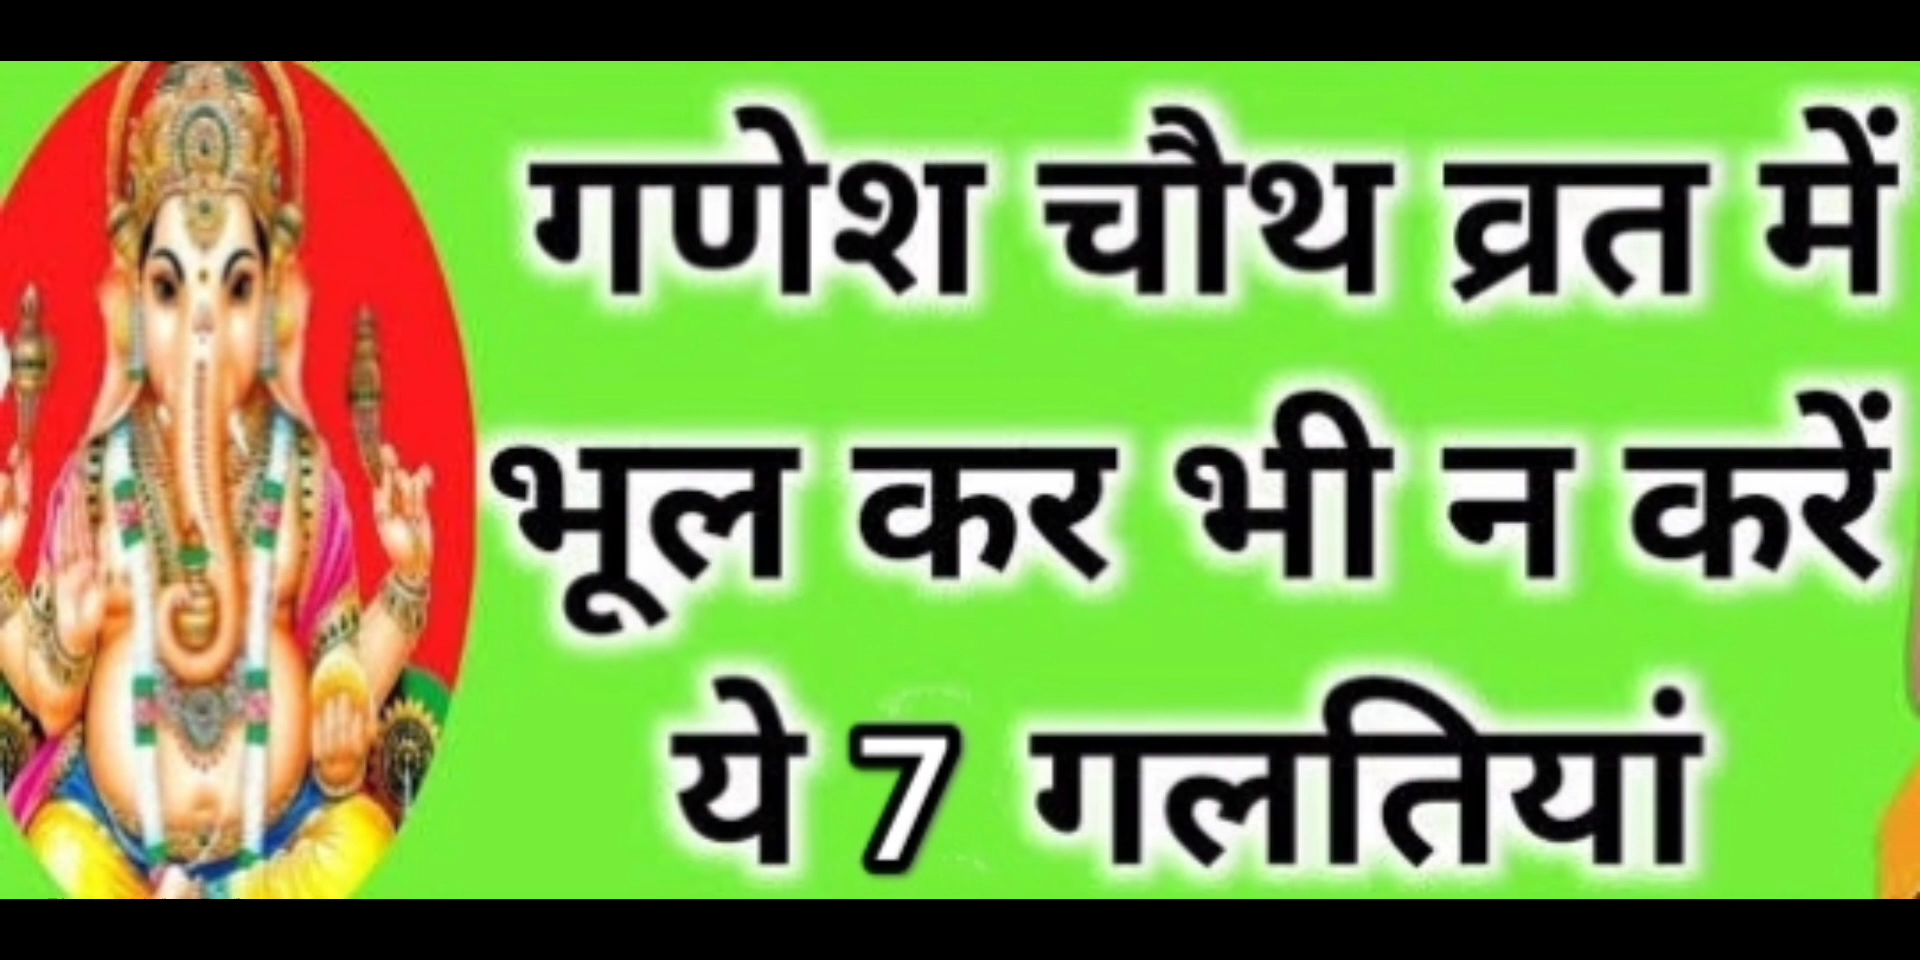 गणेश चौथ व्रत में
भूल कर भी न करें
ये 7 गलतियां